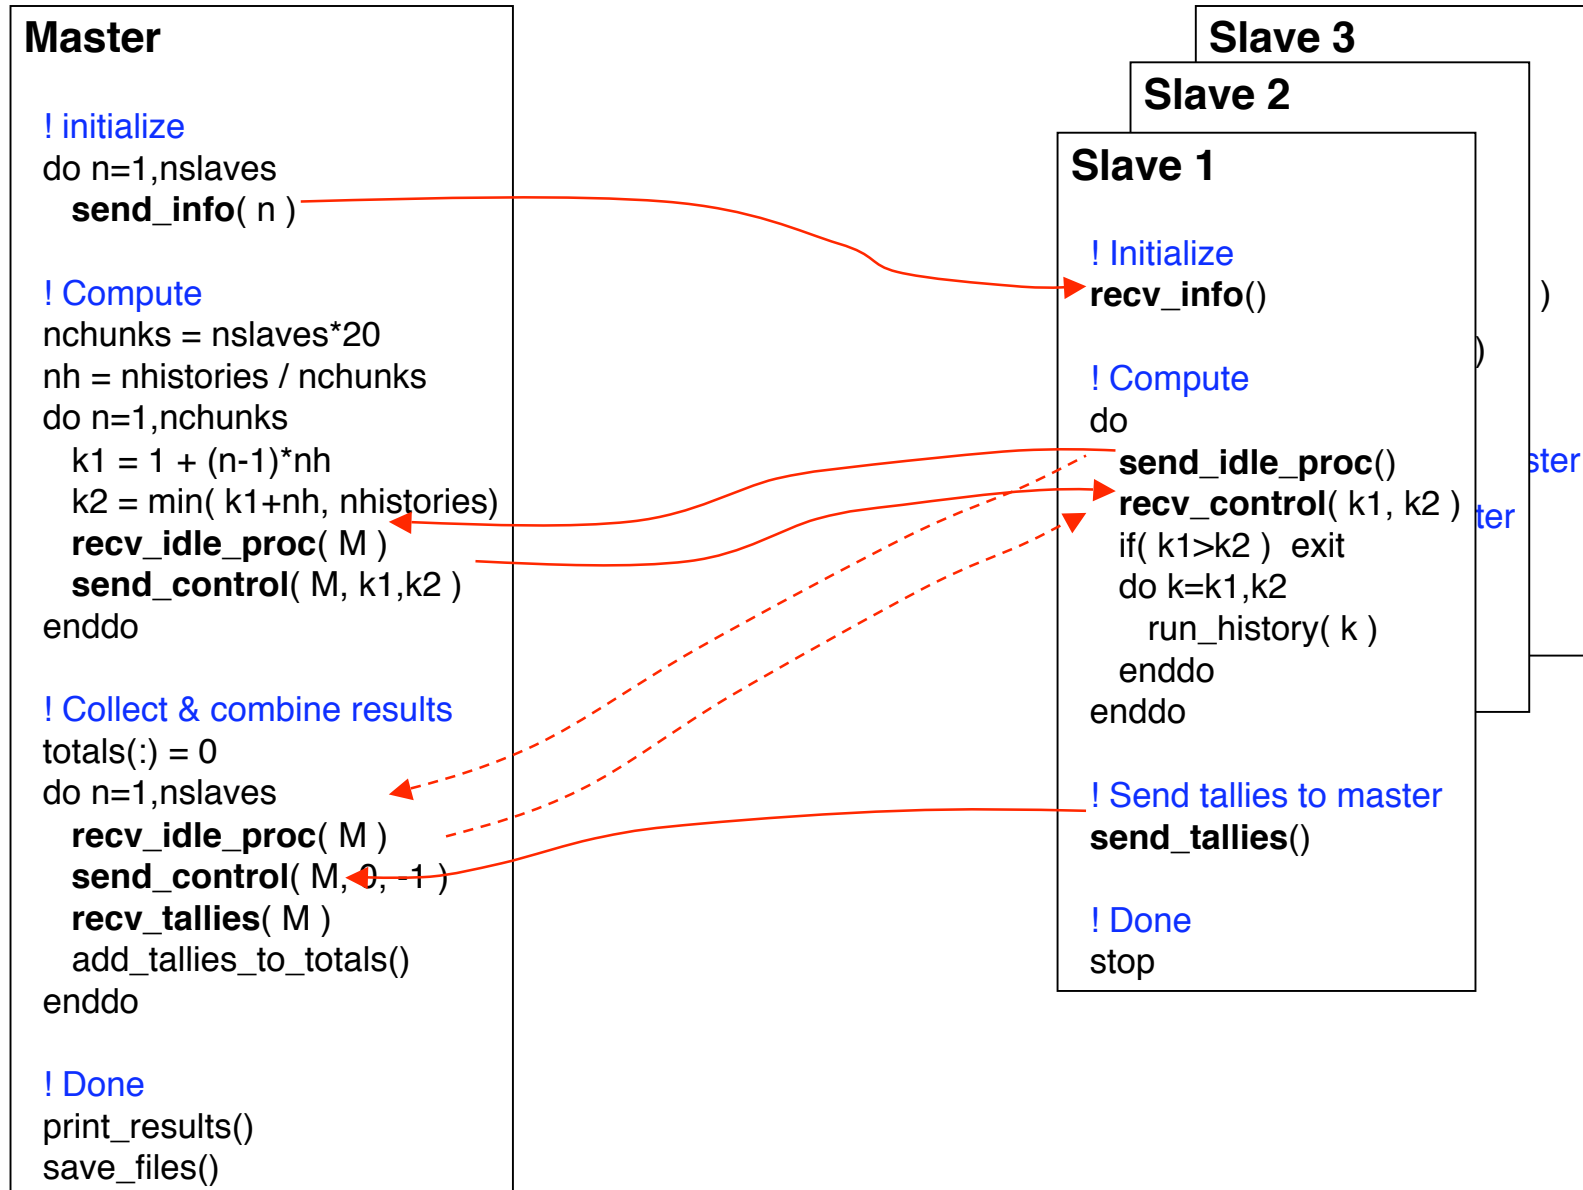 Master
! initialize
do n=1,nslaves
send_info( n )
! Compute
nchunks = nslaves*20
nh = nhistories / nchunks
do n=1,nchunks
k1 = 1 + (n-1)*nh
k2 = min( k1+nh, nhistories)
recv_idle_proc( M )
send_control( M, k1,k2 )
enddo
! Collect & combine results
totals(:) = 0
do n=1,nslaves
recv_idle_proc( M )
send_control( M, 0, -1 )
recv_tallies( M )
add_tallies_to_totals()
enddo
! Done
print_results()
save_files()
Slave 3
)
ster
Slave 2
)
ter
Slave 1
! Initialize
recv_info()
! Compute
do
send_idle_proc()
recv_control( k1, k2 )
if( k1>k2 ) exit
do k=k1,k2
run_history( k )
enddo
enddo
! Send tallies to master
send_tallies()
! Done
stop